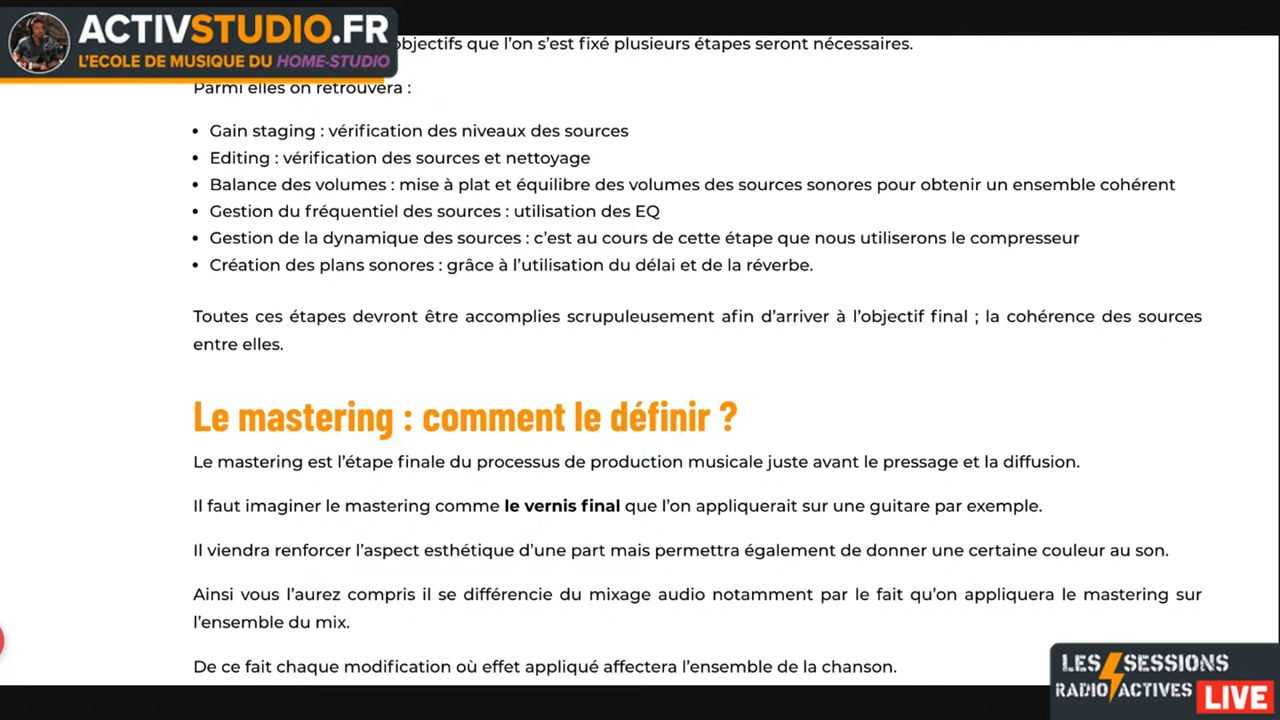 ACTIVSTUDIO.FR
L'ECOLE DE MUSIQUE DU HOME-STUDIO
objectifs que l'on s'est fixé plusieurs étapes seront nécessaires.
Parmi elles on retrouvera :
• Gain staging : vérification des niveaux des sources
• Editing : vérification des sources et nettoyage
• Balance des volumes : mise à plat et équilibre des volumes des sources sonores pour obtenir un ensemble cohérent
• Gestion du fréquentiel des sources : utilisation des EQ
• Gestion de la dynamique des sources : c'est au cours de cette étape que nous utiliserons le compresseur
• Création des plans sonores : grâce à l'utilisation du délai et de la réverbe.
Toutes ces étapes devront être accomplies scrupuleusement afin d'arriver à l'objectif final ; la cohérence des sources
entre elles.
Le mastering : comment le définir ?
Le mastering est l'étape finale du processus de production musicale juste avant le pressage et la diffusion.
Il faut imaginer le mastering comme le vernis final que l'on appliquerait sur une guitare par exemple.
Il viendra renforcer l'aspect esthétique d'une part mais permettra également de donner une certaine couleur au son.
Ainsi vous l'aurez compris il se différencie du mixage audio notamment par le fait qu'on appliquera le mastering sur
l'ensemble du mix.
De ce fait chaque modification où effet appliqué affectera l'ensemble de la chanson.
LES SESSIONS
RADIO ACTIVES LIVE